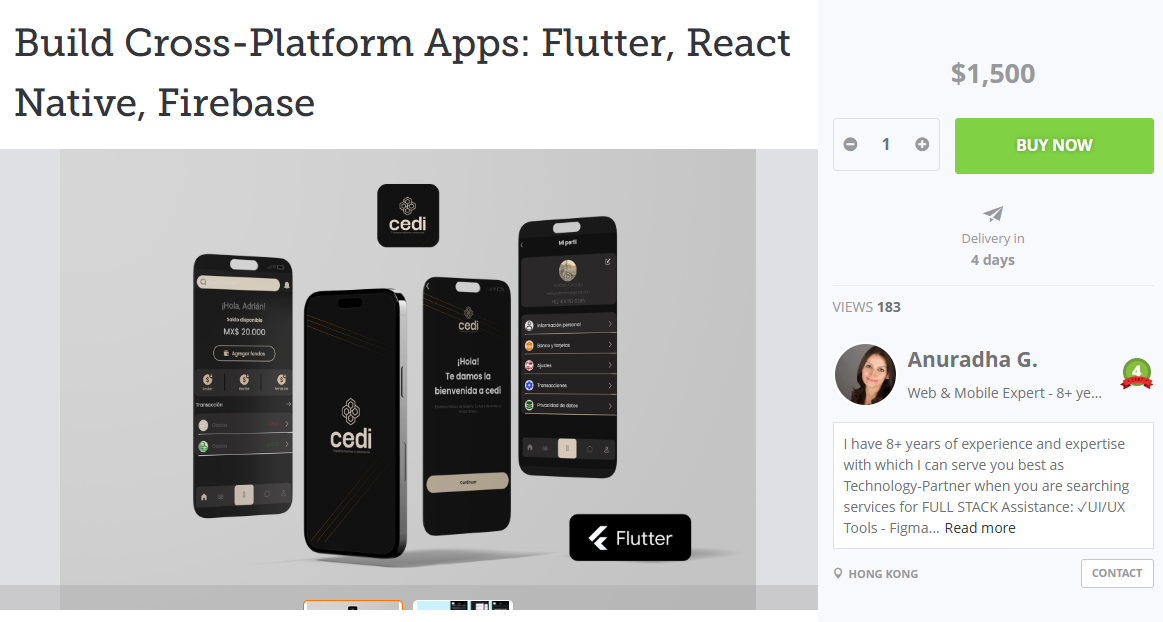 Build Cross-Platform Apps: Flutter, React
Native, Firebase
$1,500
1
BUY NOW
Delivery in
4 days
VIEWS 183
Anuradha G.
Web & Mobile Expert - 8+ ye...
4
I have 8+ years of experience and expertise
with which I can serve you best as
Technology-Partner when you are searching
services for FULL STACK Assistance: ✓UI/UX
Tools - Figma... Read more
HONG KONG
CONTACT
cedi
¡Hola, Adrián!
Saldo disponible
MX$ 20.000
Agregar fondos
Transacción
cedi
cedi
¡Hola!
Te damos la
bienvenida a cedi
Continuar
Mi perfil
Información personal
Banco y tarjetas
Ajustes
Transacciones
Privacidad de datos
Flutter